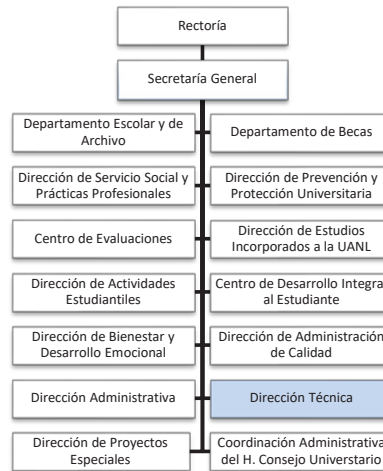 Rectoría
Secretaría General
Departamento Escolar y de
Archivo
Departamento de Becas
Dirección de Servicio Social y
Prácticas Profesionales
Dirección de Prevención y
Protección Universitaria
Centro de Evaluaciones
Dirección de Estudios
Incorporados a la UANL
Dirección de Actividades
Estudiantiles
Centro de Desarrollo Integral
al Estudiante
Dirección de Bienestar y
Desarrollo Emocional
Dirección de Administración
de Calidad
Dirección Administrativa
Dirección Técnica
Dirección de Proyectos
Especiales
Coordinación Administrativa
del H. Consejo Universtario